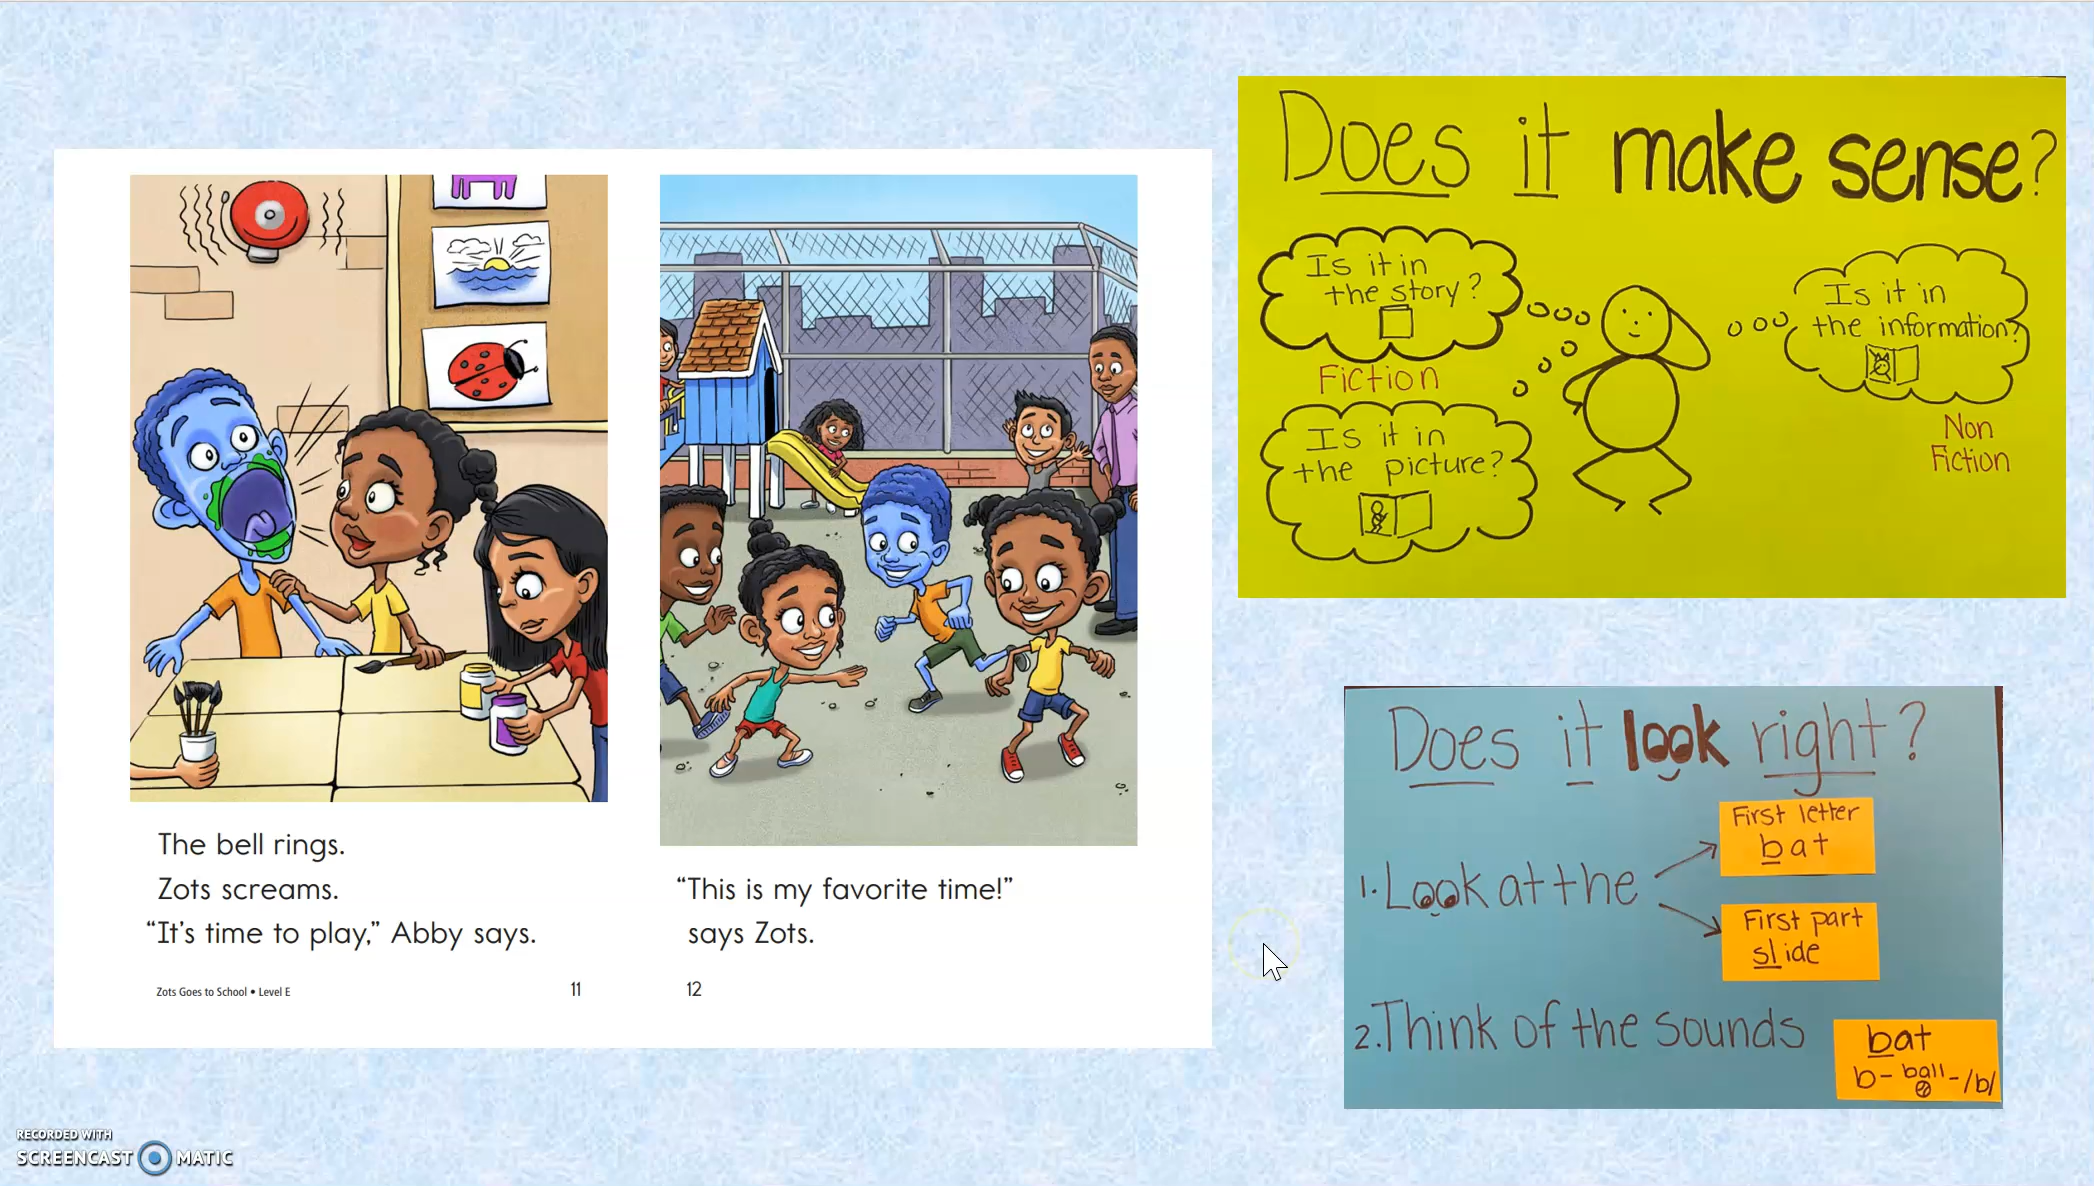 The bell rings.
Zots screams.
“It’s time to play,” Abby says.
Zots Goes to School • Level E
11
“This is my favorite time!”
says Zots.
12
Does it make sense?
Is it in
the story?
Fiction
Is it in
the picture?
Is it in
the information?
Non
Fiction
Does it look right?
1. Look at the
First letter
bat
First part
slide
2. Think of the sounds
bat
b- ball -/b/
RECORDED WITH
SCREENCAST MATIC